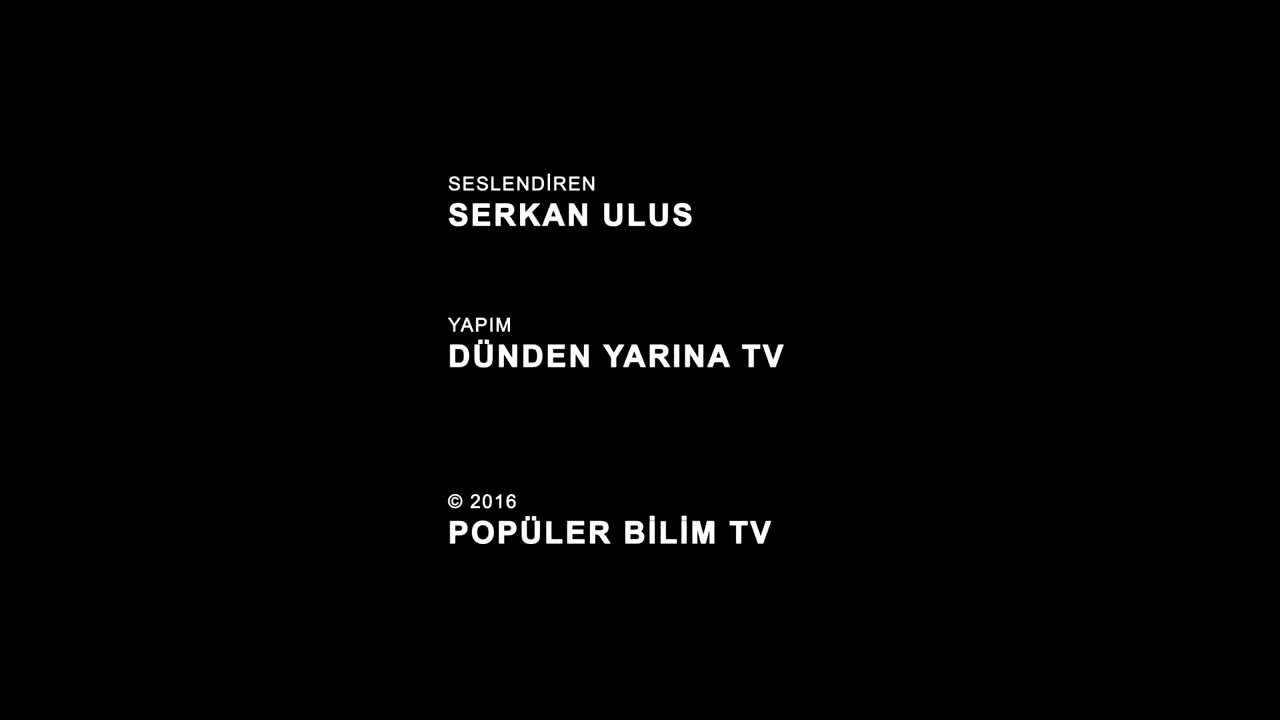 SESLENDİREN
SERKAN ULUS
YAPIM
DÜNDEN YARINA TV
© 2016
POPÜLER BİLİM TV